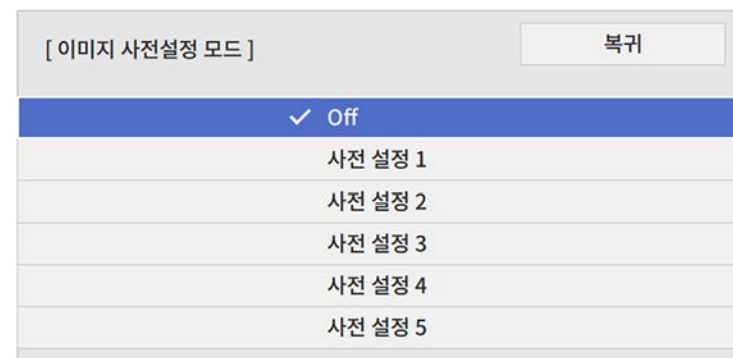 [ 이미지 사전설정 모드 ]
복귀
Off
사전 설정 1
사전 설정 2
사전 설정 3
사전 설정 4
사전 설정 5